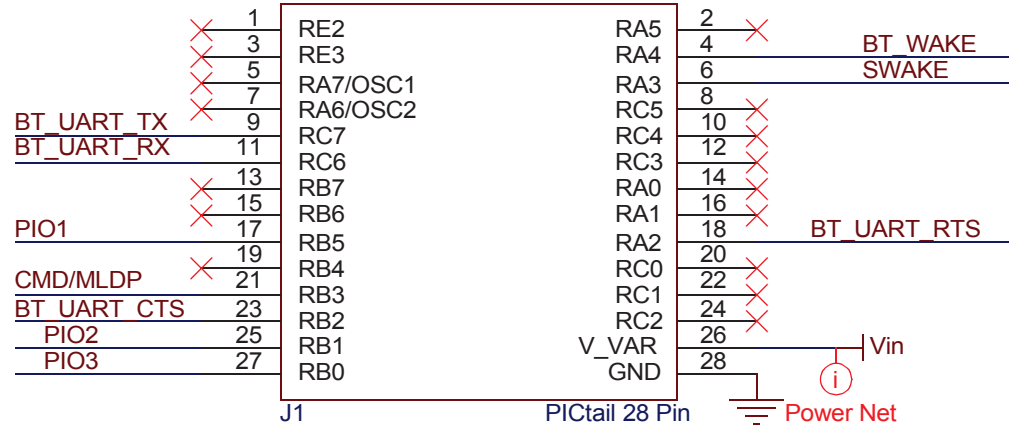 1 RE2 RA5 2
3 RE3 RA4 4 BT_WAKE
5 RA7/OSC1 RA3 6 SWAKE
7 RA6/OSC2 RC5 8
BT_UART_TX 9 RC7 RC4 10
BT_UART_RX 11 RC6 RC3 12
13 RB7 RA0 14
15 RB6 RA1 16
PIO1 17 RB5 RA2 18 BT_UART_RTS
19 RB4 RC0 20
CMD/MLDP 21 RB3 RC1 22
BT_UART_CTS 23 RB2 RC2 24
PIO2 25 RB1 V_VAR 26 Vin
PIO3 27 RB0 GND 28 i
J1 PICtail 28 Pin Power Net